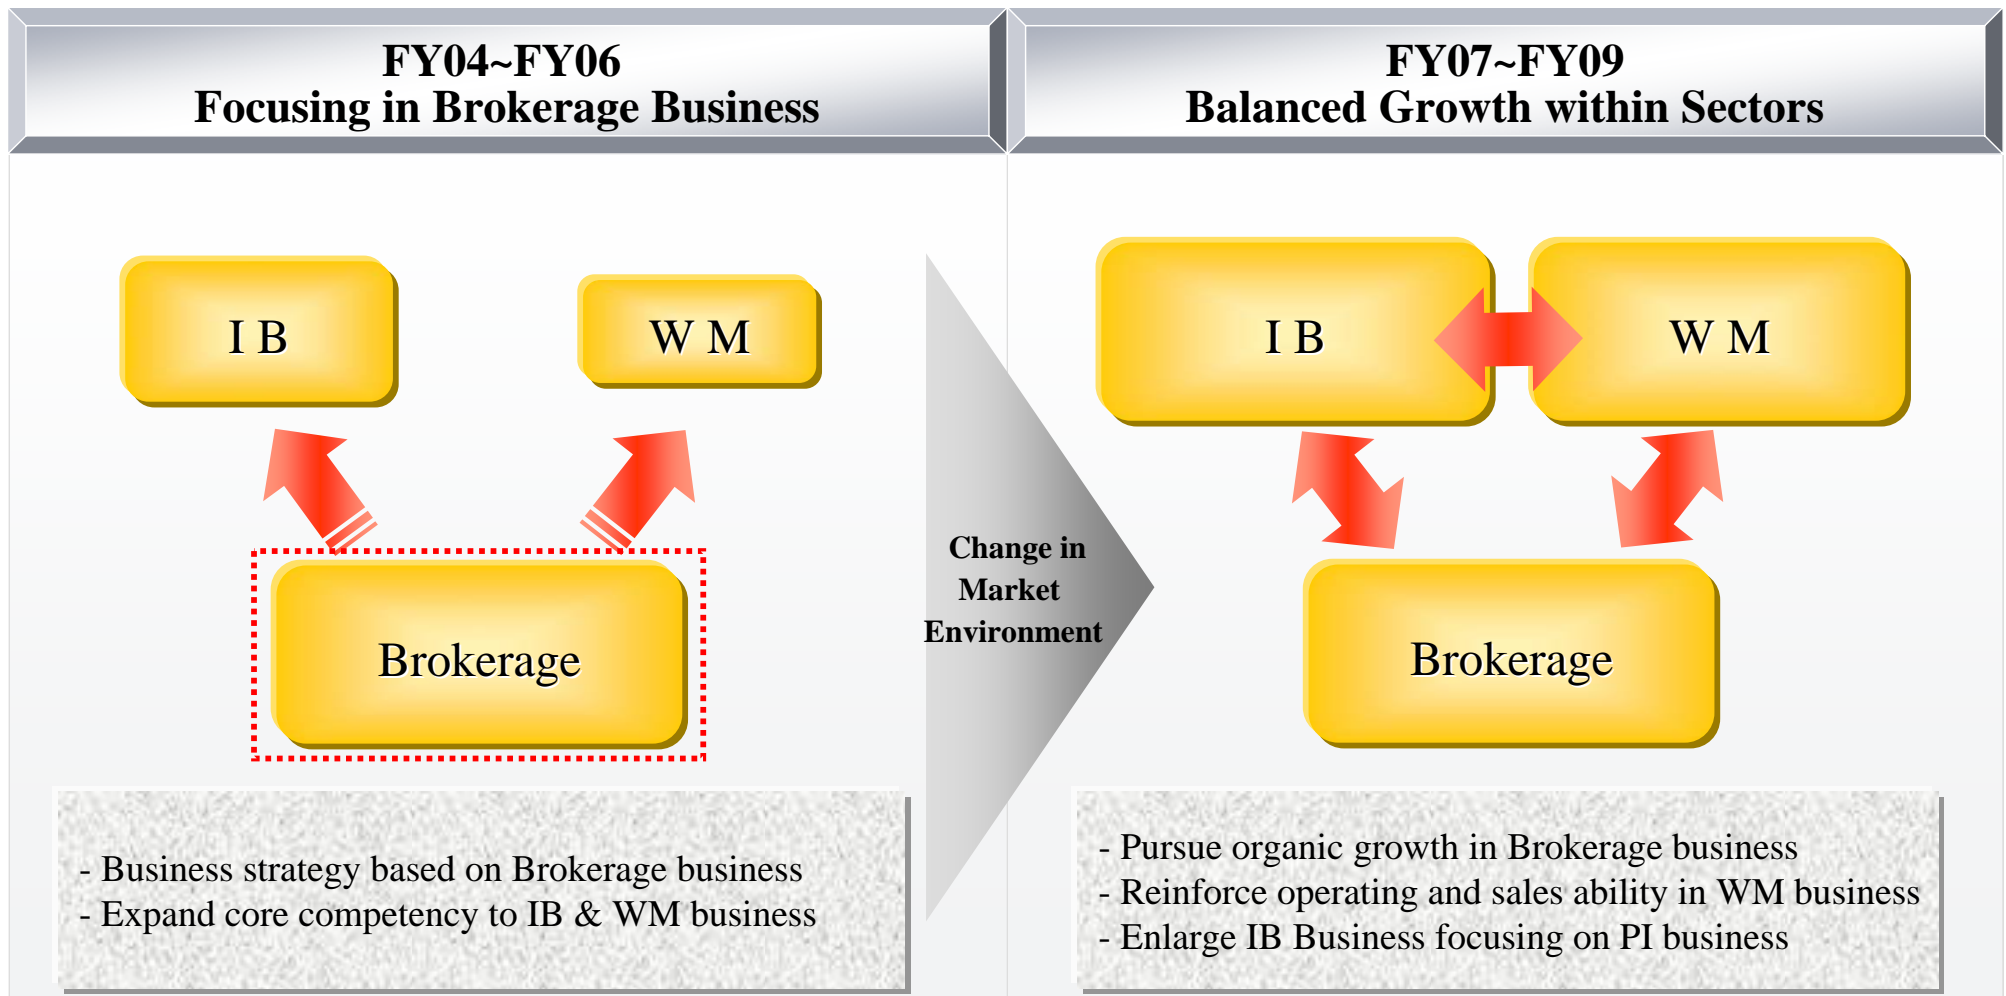 FY04~FY06
Focusing in Brokerage Business
I B
W M
Brokerage
- Business strategy based on Brokerage business
- Expand core competency to IB & WM business
Change in
Market
Environment
FY07~FY09
Balanced Growth within Sectors
I B
W M
Brokerage
- Pursue organic growth in Brokerage business
- Reinforce operating and sales ability in WM business
- Enlarge IB Business focusing on PI business